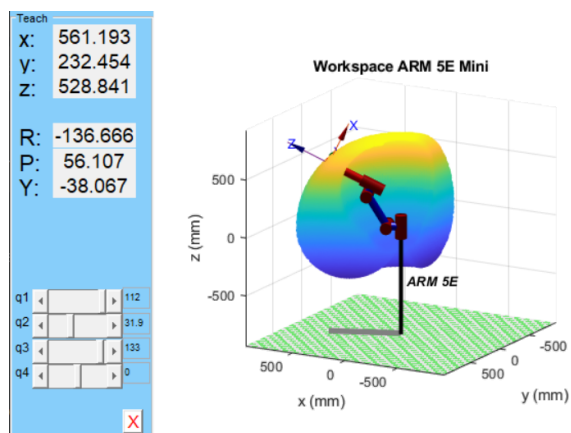 Teach
x: 561.193
y: 232.454
z: 528.841
R: -136.666
P: 56.107
Y: -38.067
q1 112
q2 31.9
q3 133
q4 0
X
Workspace ARM 5E Mini
X
Z
500
0
-500
z (mm)
ARM 5E
500
0
-500
x (mm)
-500
0
500
y (mm)